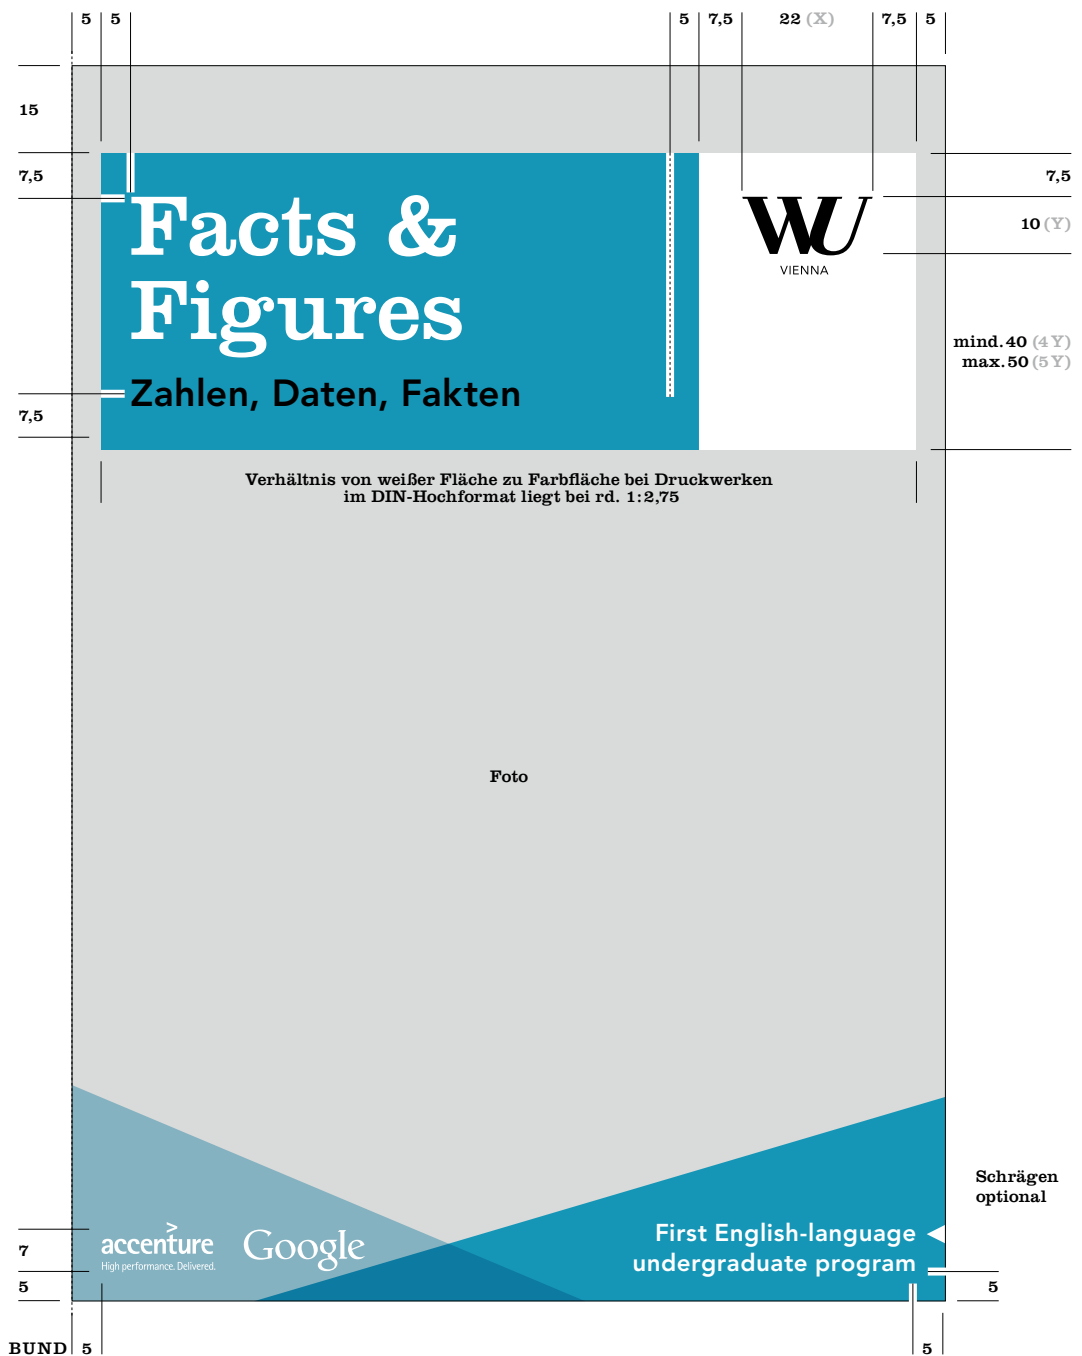 5 5 5 7,5 22 (X) 7,5 5
15
7,5
7,5
Facts &
Figures
Zahlen, Daten, Fakten
WU
VIENNA
10 (Y)
mind. 40 (4 Y)
max. 50 (5 Y)
7,5
Verhältnis von weißer Fläche zu Farbfläche bei Druckwerken
im DIN-Hochformat liegt bei rd. 1:2,75
Foto
Schrägen
optional
accenture
High performance. Delivered.
Google
First English-language
undergraduate program
7
5
5
BUND 5
5